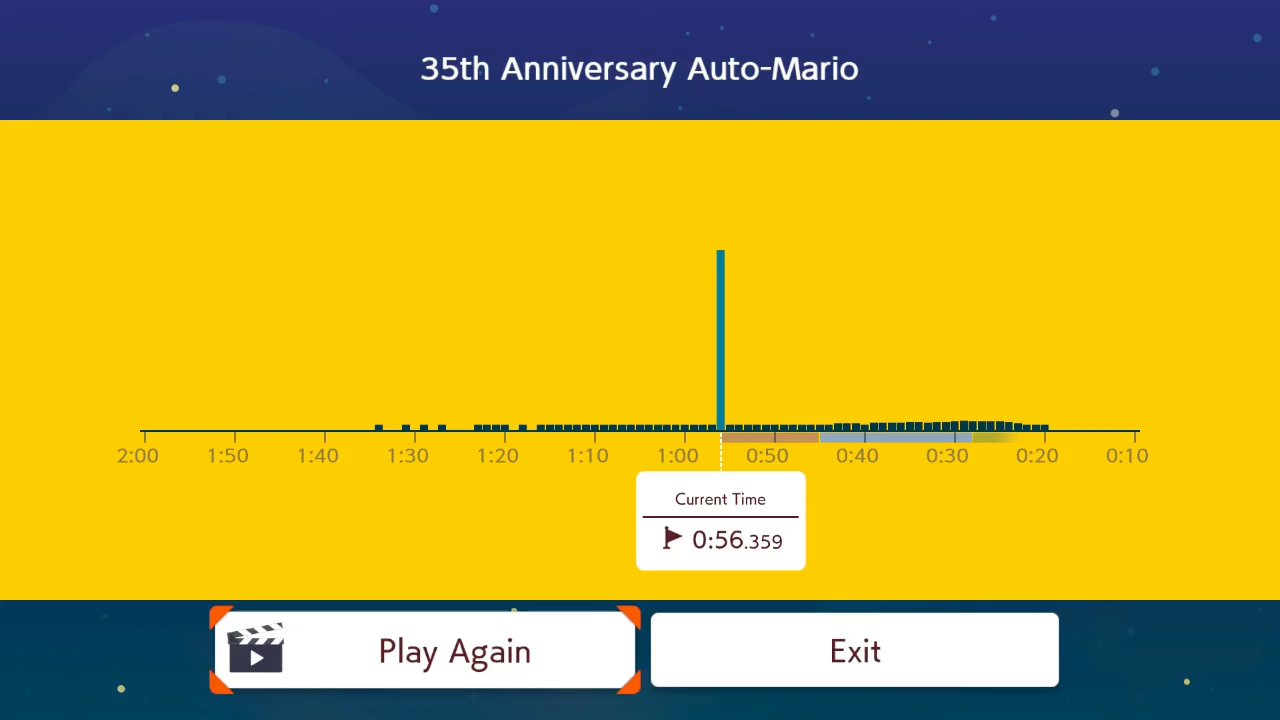 35th Anniversary Auto-Mario
2:00 1:50 1:40 1:30 1:20 1:10 1:00 0:50 0:40 0:30 0:20 0:10
Current Time
0:56.359
Play Again
Exit